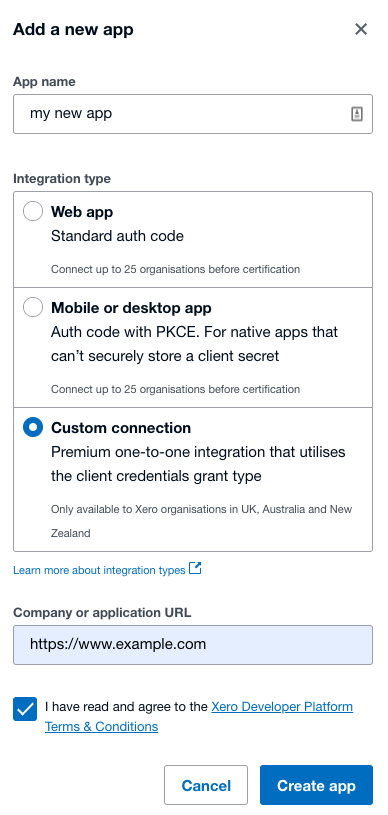 Add a new app
App name
my new app
Integration type
Web app
Standard auth code
Connect up to 25 organisations before certification
Mobile or desktop app
Auth code with PKCE. For native apps that
can't securely store a client secret
Connect up to 25 organisations before certification
Custom connection
Premium one-to-one integration that utilises
the client credentials grant type
Only available to Xero organisations in UK, Australia and New
Zealand
Learn more about integration types
Company or application URL
https://www.example.com
I have read and agree to the Xero Developer Platform
Terms & Conditions
Cancel
Create app